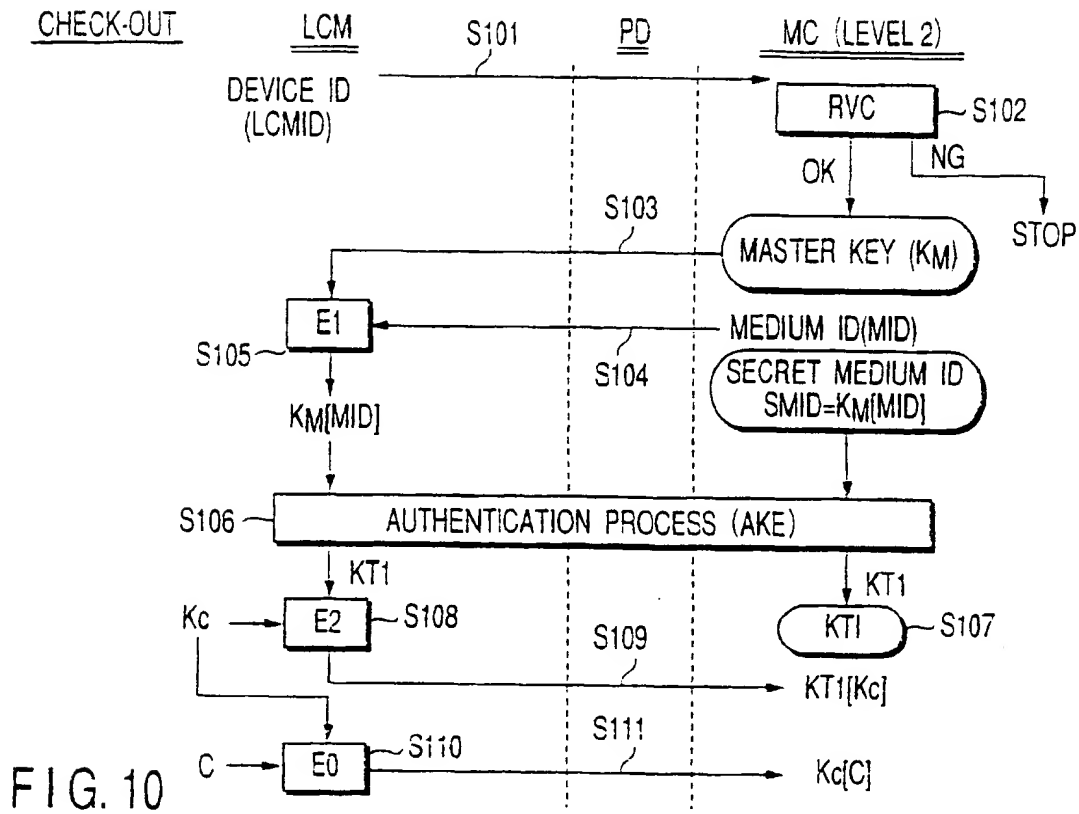 CHECK-OUT
LCM
S101
PD
MC (LEVEL 2)
DEVICE ID
(LCMID)
RVC
S102
OK
NG
STOP
S103
MASTER KEY (KM)
E1
S105
S104
MEDIUM ID(MID)
SECRET MEDIUM ID
SMID=KM[MID]
KM[MID]
S106
AUTHENTICATION PROCESS (AKE)
KT1
KT1
Kc
E2
S108
S109
KTI
S107
KT1[Kc]
C
E0
S110
S111
Kc[C]
FIG. 10